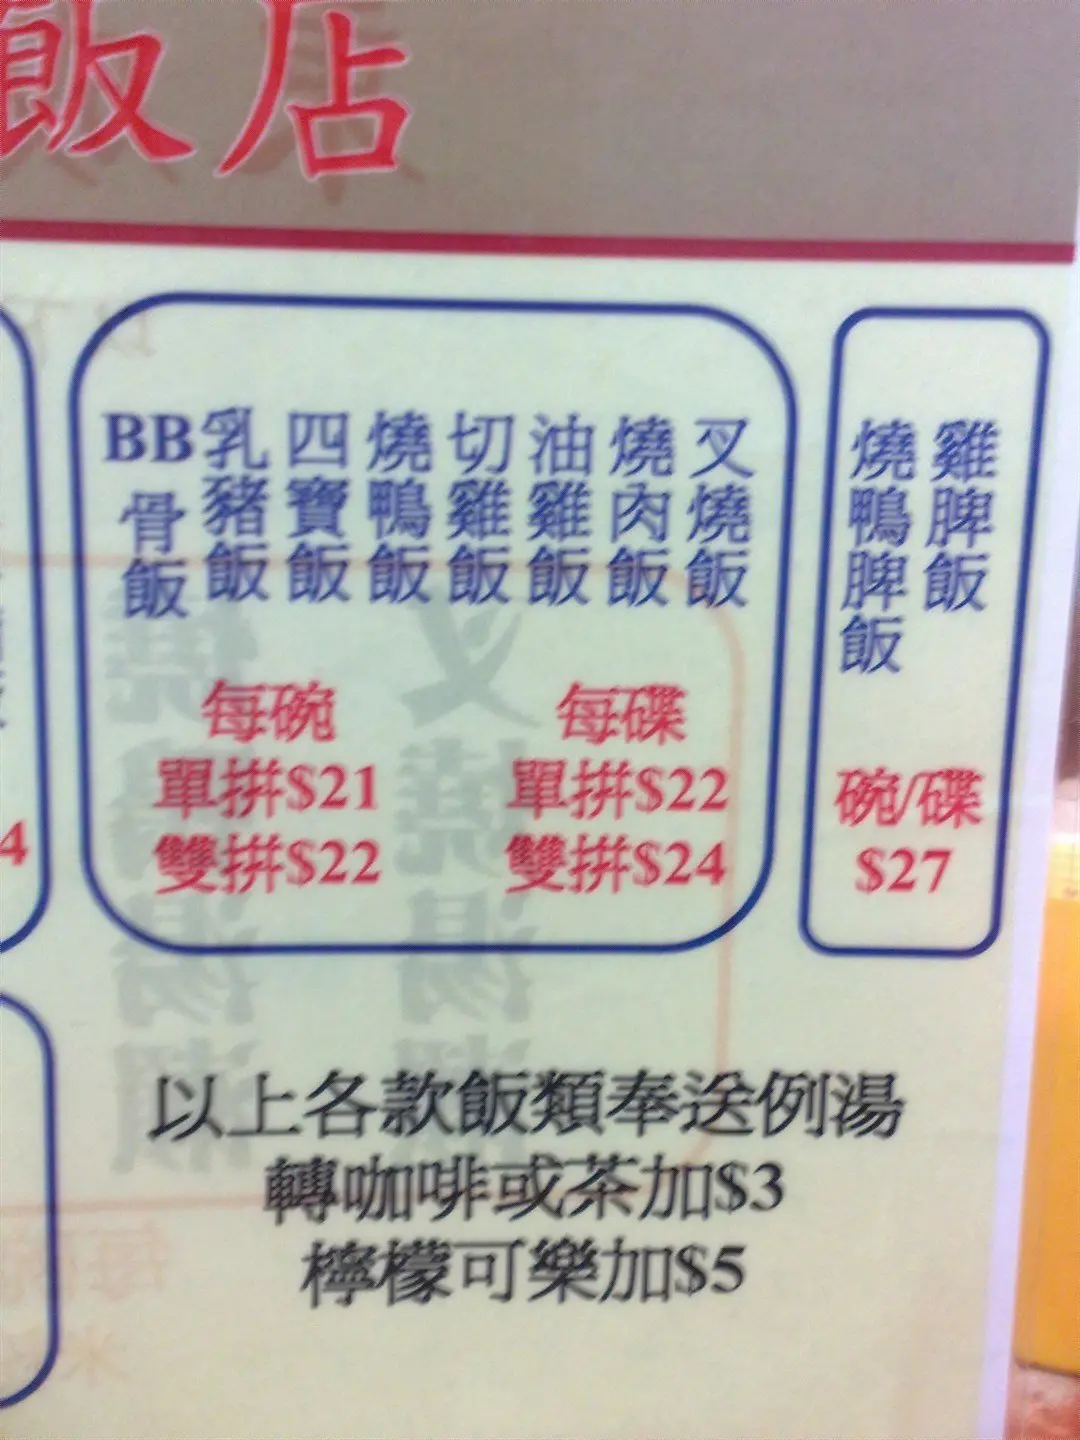 飯店
叉燒飯
燒肉飯
油雞飯
切雞飯
燒鴨飯
四寶飯
乳豬飯
BB骨飯
每碗
單拼$21
雙拼$22
每碟
單拼$22
雙拼$24
雞脾飯
燒鴨脾飯
碗/碟
$27
以上各款飯類奉送例湯
轉咖啡或茶加$3
檸檬可樂加$5
4